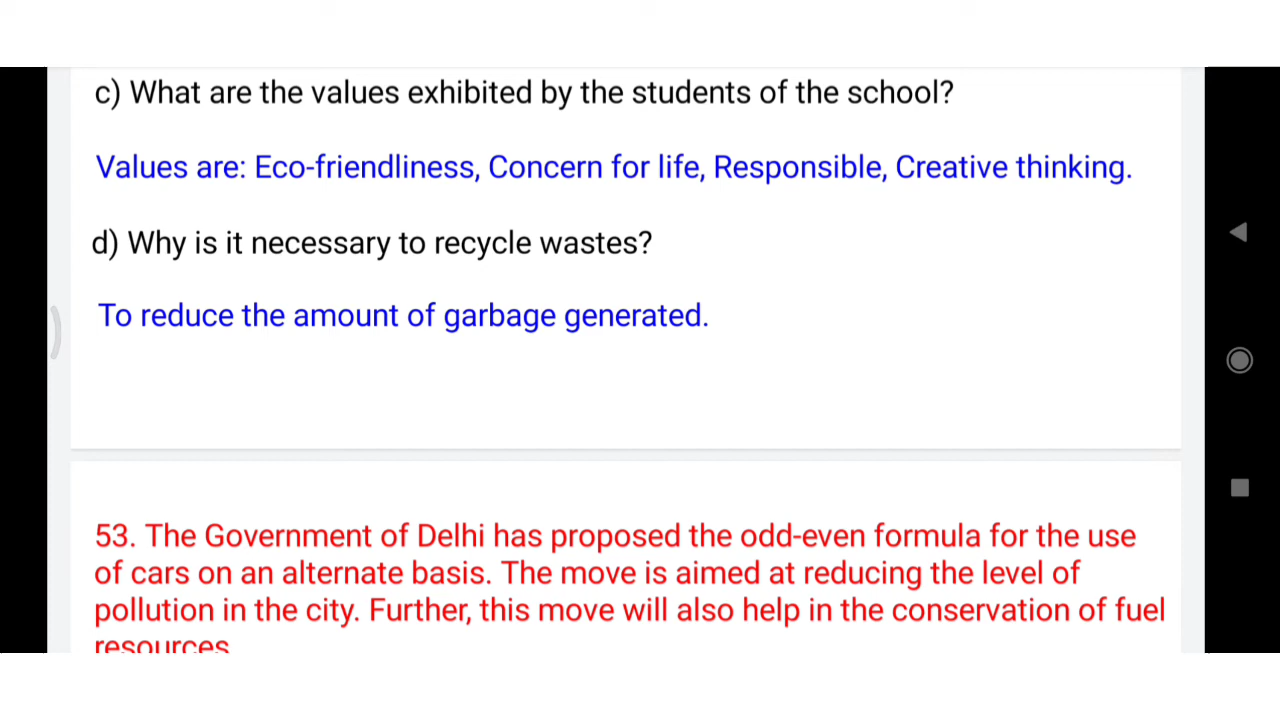 c) What are the values exhibited by the students of the school?
Values are: Eco-friendliness, Concern for life, Responsible, Creative thinking.
d) Why is it necessary to recycle wastes?
To reduce the amount of garbage generated.
53. The Government of Delhi has proposed the odd-even formula for the use
of cars on an alternate basis. The move is aimed at reducing the level of
pollution in the city. Further, this move will also help in the conservation of fuel
resources